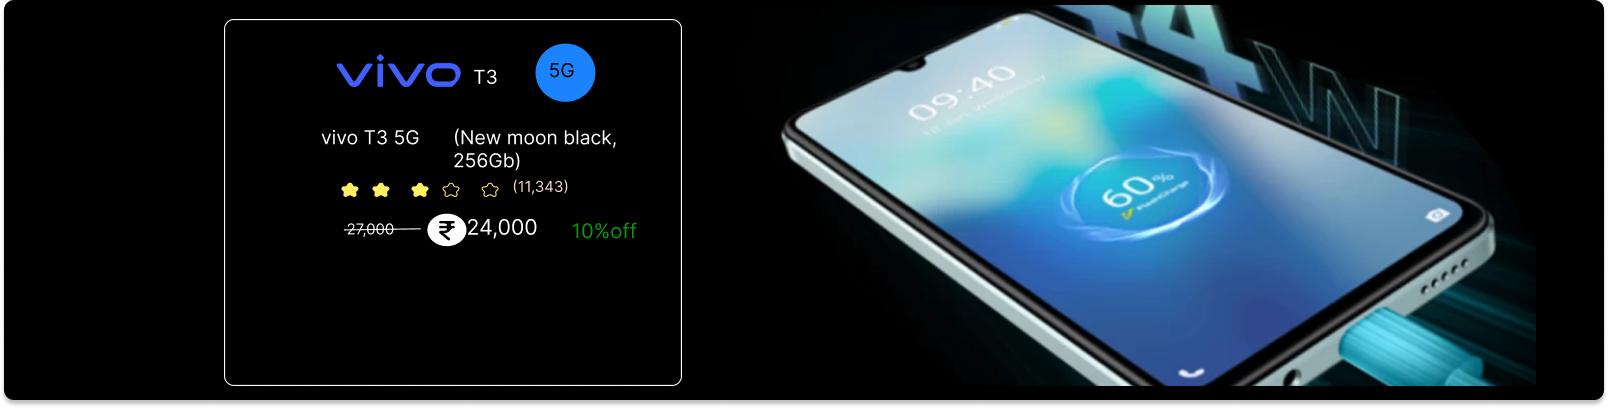 vivo T3 5G
vivo T3 5G (New moon black,
256Gb)
(11,343)
27,000 ₹ 24,000 10%off
44W
09:40
60%